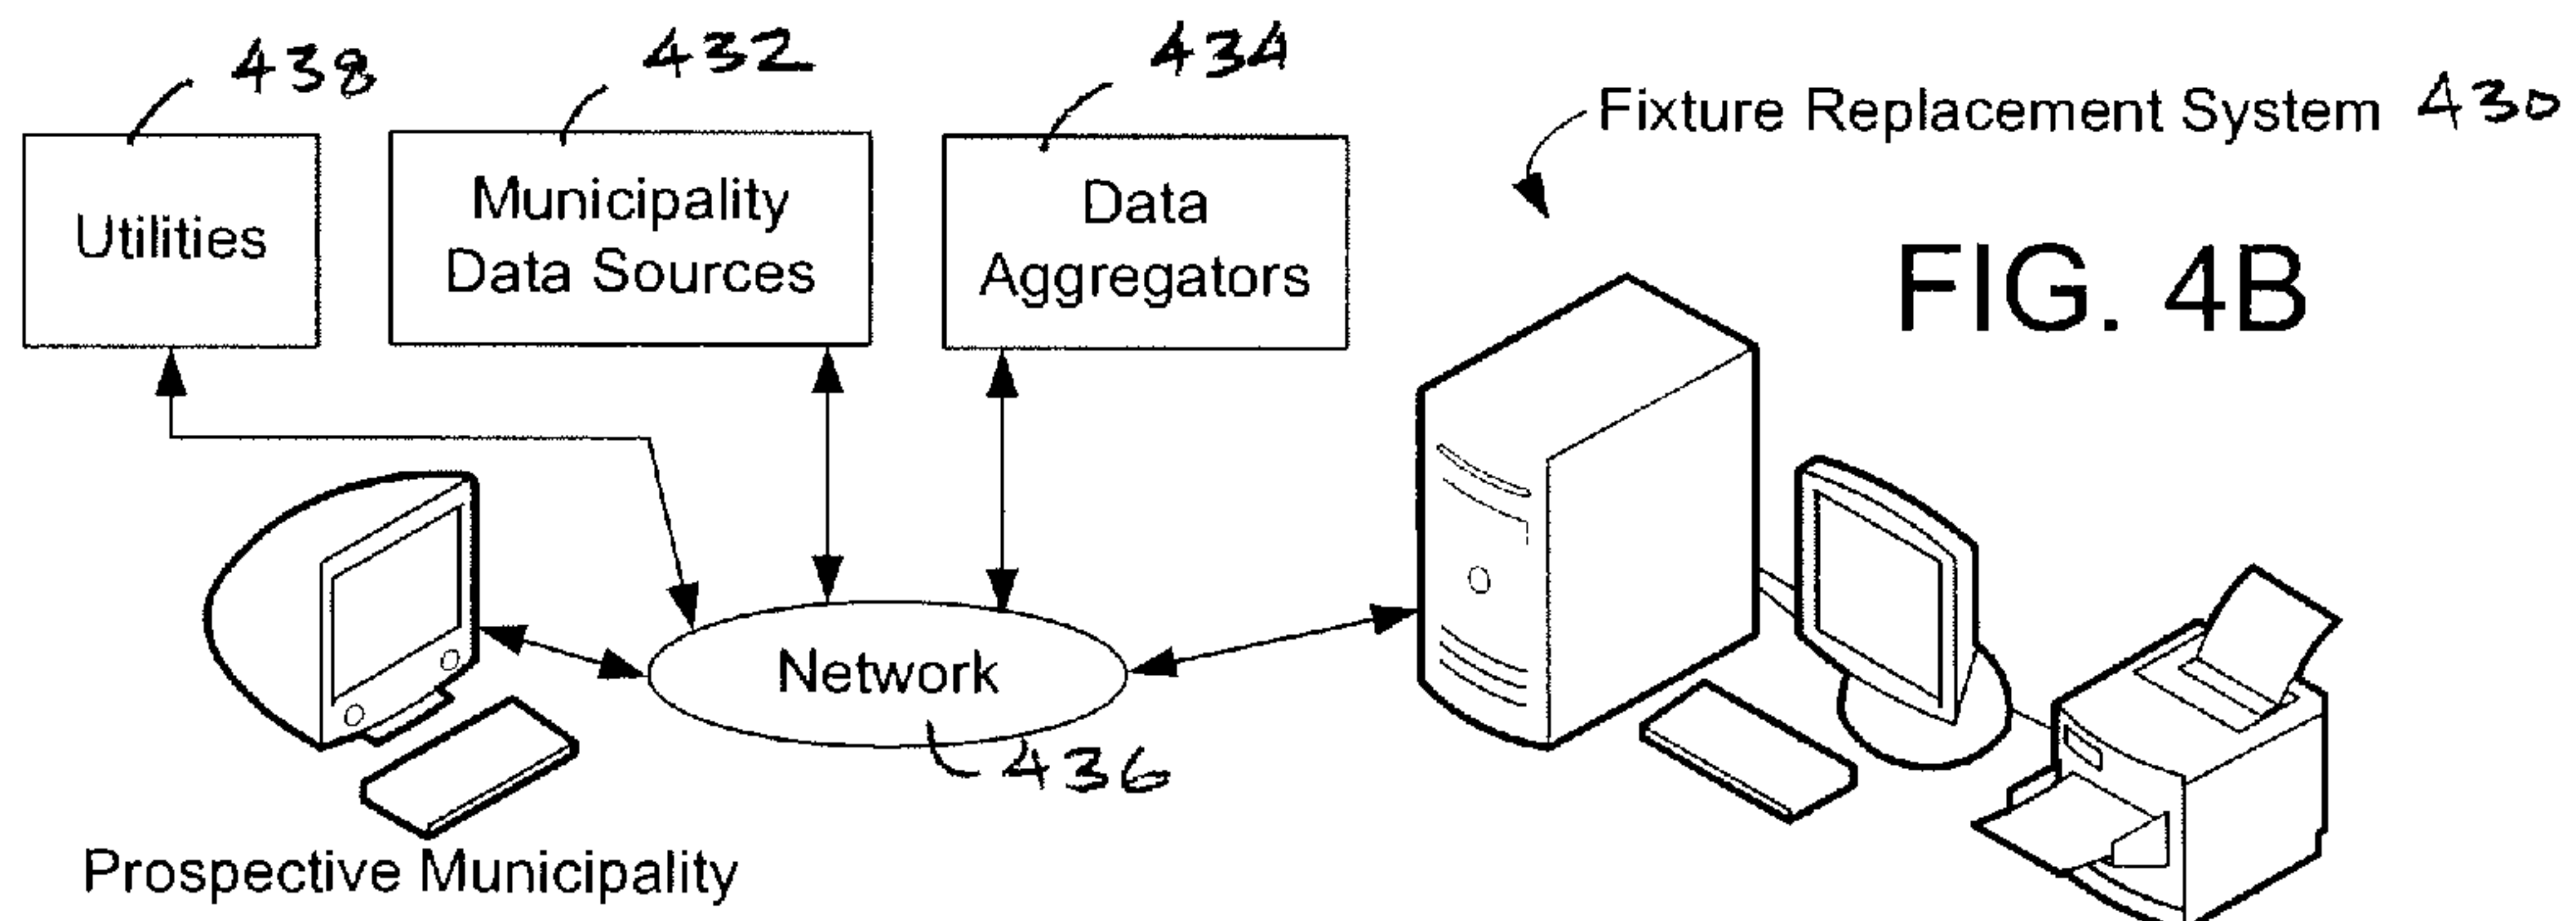 438
432
434
Fixture Replacement System 430
Utilities
Municipality
Data Sources
Data
Aggregators
FIG. 4B
Network
436
Prospective Municipality